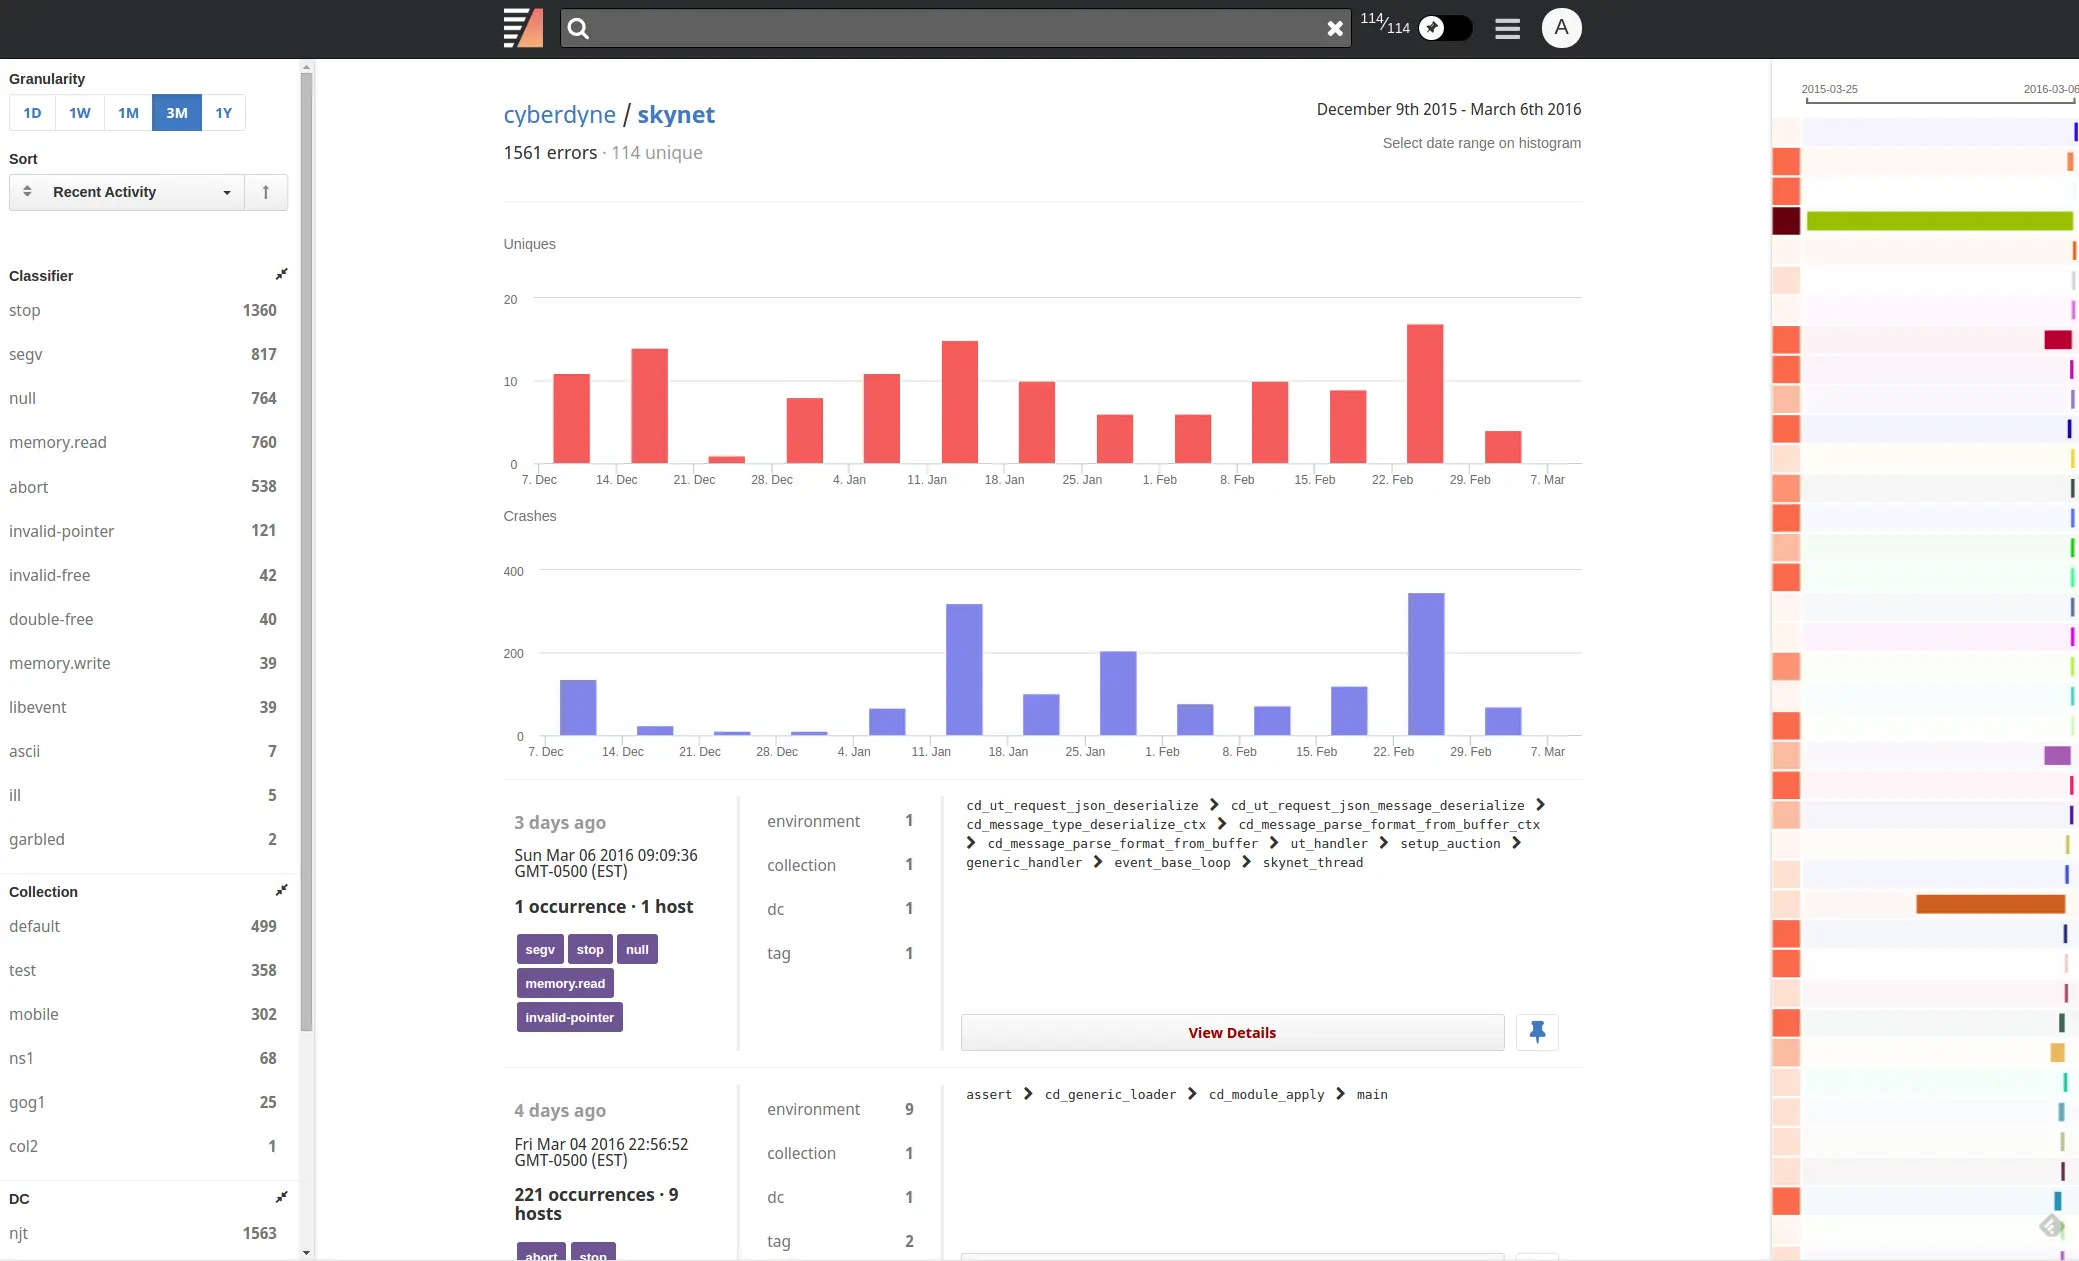 114/114
A
Granularity
1D 1W 1M 3M 1Y
Sort
Recent Activity
Classifier
stop 1360
segv 817
null 764
memory.read 760
abort 538
invalid-pointer 121
invalid-free 42
double-free 40
memory.write 39
libevent 39
ascii 7
ill 5
garbled 2
Collection
default 499
test 358
mobile 302
ns1 68
gog1 25
col2 1
DC
njt 1563
cyberdyne / skynet
1561 errors · 114 unique
December 9th 2015 - March 6th 2016
Select date range on histogram
Uniques
20
10
0
7. Dec 14. Dec 21. Dec 28. Dec 4. Jan 11. Jan 18. Jan 25. Jan 1. Feb 8. Feb 15. Feb 22. Feb 29. Feb 7. Mar
Crashes
400
200
0
7. Dec 14. Dec 21. Dec 28. Dec 4. Jan 11. Jan 18. Jan 25. Jan 1. Feb 8. Feb 15. Feb 22. Feb 29. Feb 7. Mar
3 days ago
Sun Mar 06 2016 09:09:36
GMT-0500 (EST)
1 occurrence · 1 host
segv stop null
memory.read
invalid-pointer
environment 1
collection 1
dc 1
tag 1
cd_ut_request_json_deserialize cd_ut_request_json_message_deserialize
cd_message_type_deserialize_ctx cd_message_parse_format_from_buffer_ctx
cd_message_parse_format_from_buffer ut_handler setup_auction
generic_handler event_base_loop skynet_thread
View Details
4 days ago
Fri Mar 04 2016 22:56:52
GMT-0500 (EST)
221 occurrences · 9
hosts
abort stop
environment 9
collection 1
dc 1
tag 2
assert cd_generic_loader cd_module_apply main
2015-03-25 2016-03-06